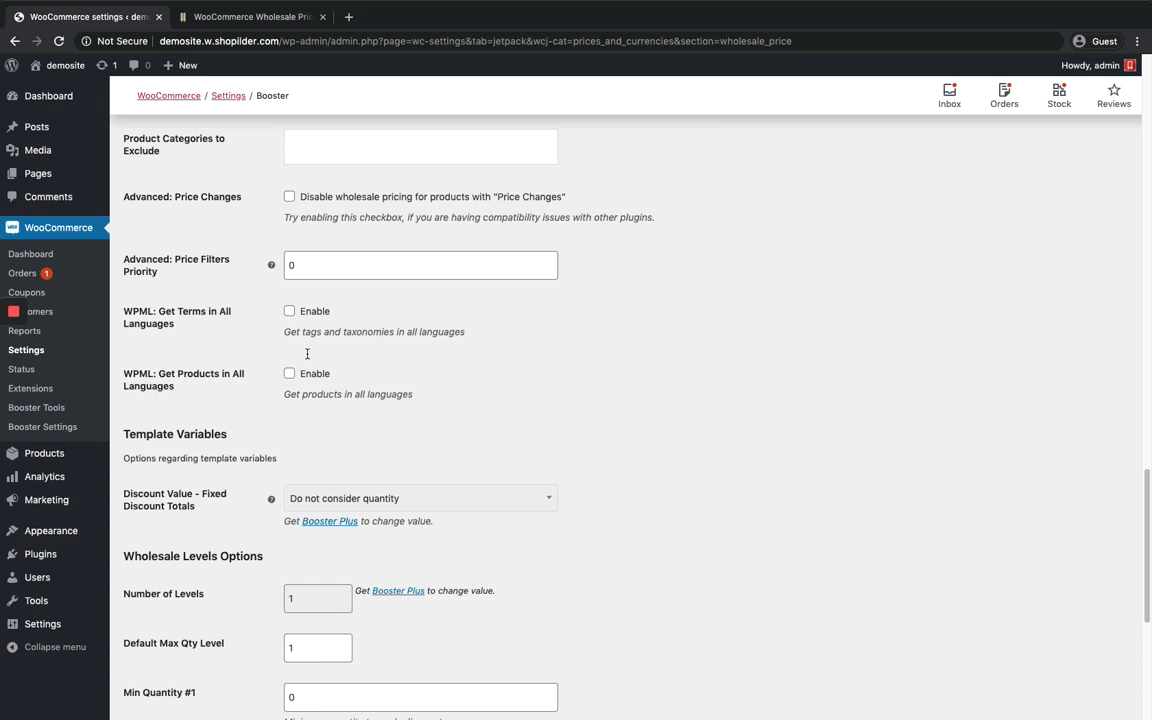 WooCommerce settings ‹ dem
WooCommerce Wholesale Pric
Not Secure
demosite.w.shopilder.com/wp-admin/admin.php?page=wc-settings&tab=jetpack&wcj-cat=prices_and_currencies&section=wholesale_price
Guest
demosite
1
0
New
Howdy, admin
Dashboard
Posts
Media
Pages
Comments
WooCommerce
Dashboard
Orders 1
Coupons
omers
Reports
Settings
Status
Extensions
Booster Tools
Booster Settings
Products
Analytics
Marketing
Appearance
Plugins
Users
Tools
Settings
Collapse menu
WooCommerce / Settings / Booster
Inbox
Orders
Stock
Reviews
Product Categories to
Exclude
Advanced: Price Changes
Disable wholesale pricing for products with "Price Changes"
Try enabling this checkbox, if you are having compatibility issues with other plugins.
Advanced: Price Filters
Priority
0
WPML: Get Terms in All
Languages
Enable
Get tags and taxonomies in all languages
WPML: Get Products in All
Languages
Enable
Get products in all languages
Template Variables
Options regarding template variables
Discount Value - Fixed
Discount Totals
Do not consider quantity
Get Booster Plus to change value.
Wholesale Levels Options
Number of Levels
1
Get Booster Plus to change value.
Default Max Qty Level
1
Min Quantity #1
0